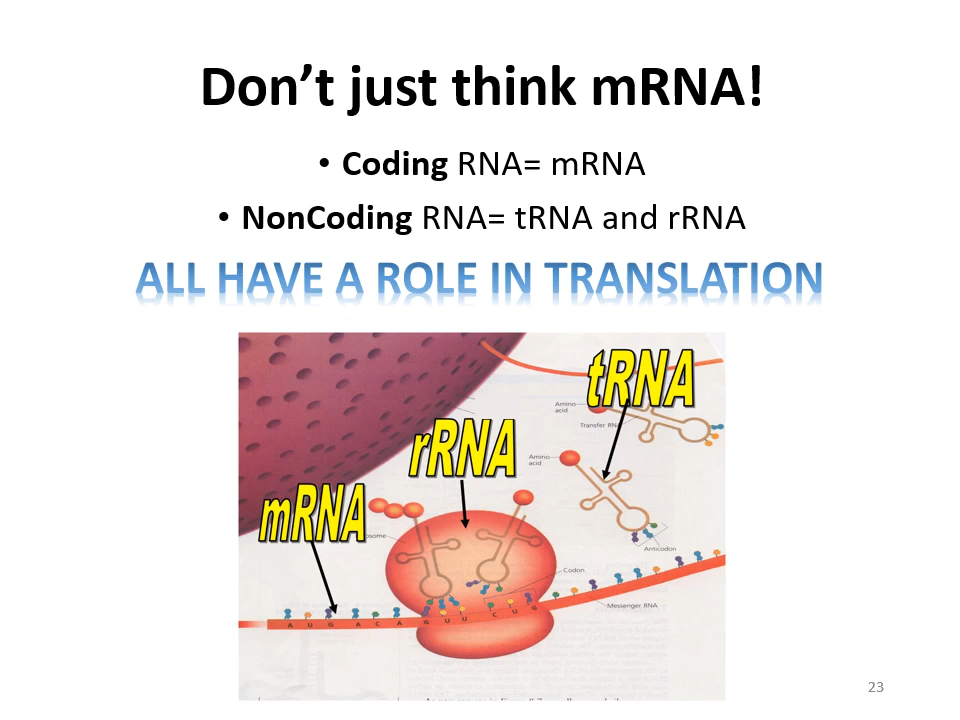 Don’t just think mRNA!
• Coding RNA= mRNA
• NonCoding RNA= tRNA and rRNA
ALL HAVE A ROLE IN TRANSLATION
tRNA
Amino
acid
Transfer RNA
rRNA
Amino
acid
mRNA
Anticodon
Codon
Messenger RNA
A U G A C A G U U C U G
23